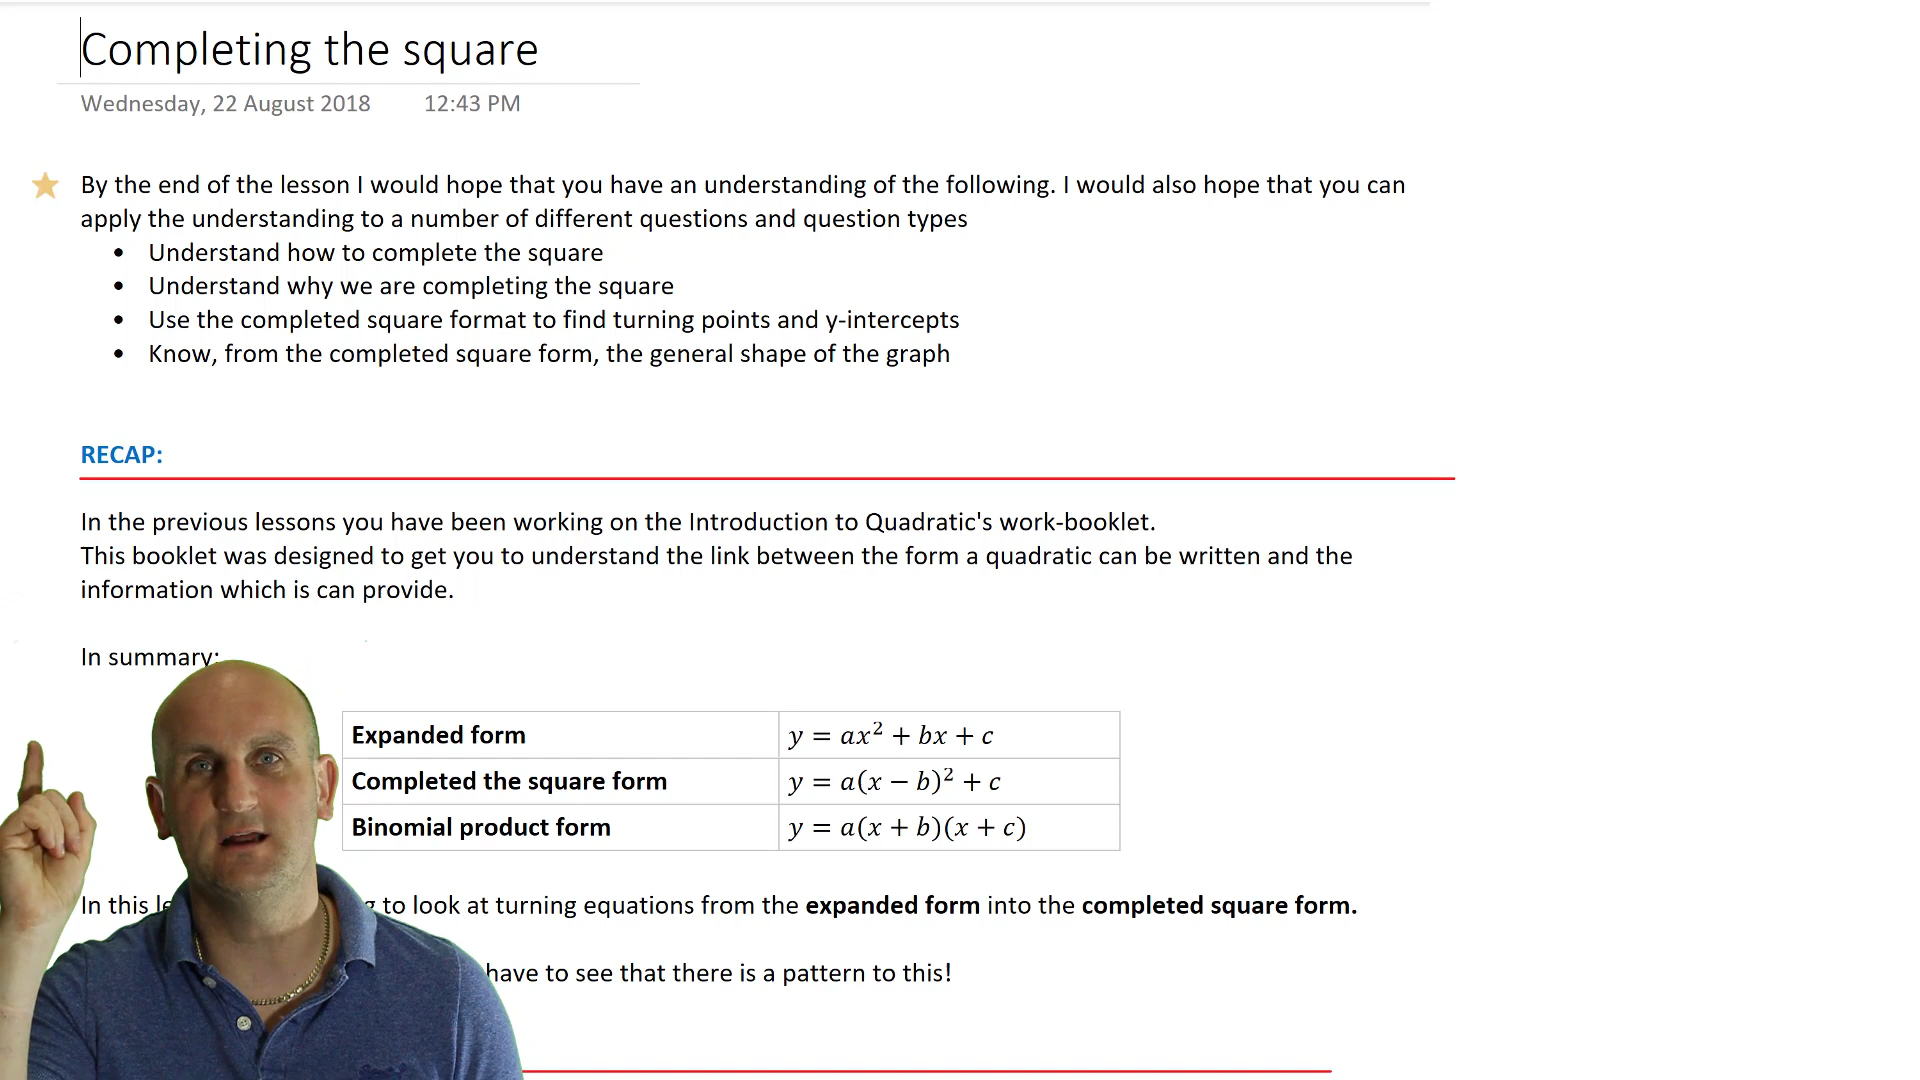 Completing the square
Wednesday, 22 August 2018 12:43 PM
By the end of the lesson I would hope that you have an understanding of the following. I would also hope that you can
apply the understanding to a number of different questions and question types
• Understand how to complete the square
• Understand why we are completing the square
• Use the completed square format to find turning points and y-intercepts
• Know, from the completed square form, the general shape of the graph
RECAP:
In the previous lessons you have been working on the Introduction to Quadratic's work-booklet.
This booklet was designed to get you to understand the link between the form a quadratic can be written and the
information which is can provide.
In summary:
Expanded form y = ax² + bx + c
Completed the square form y = a(x − b)² + c
Binomial product form y = a(x + b)(x + c)
In this to look at turning equations from the expanded form into the completed square form.
have to see that there is a pattern to this!